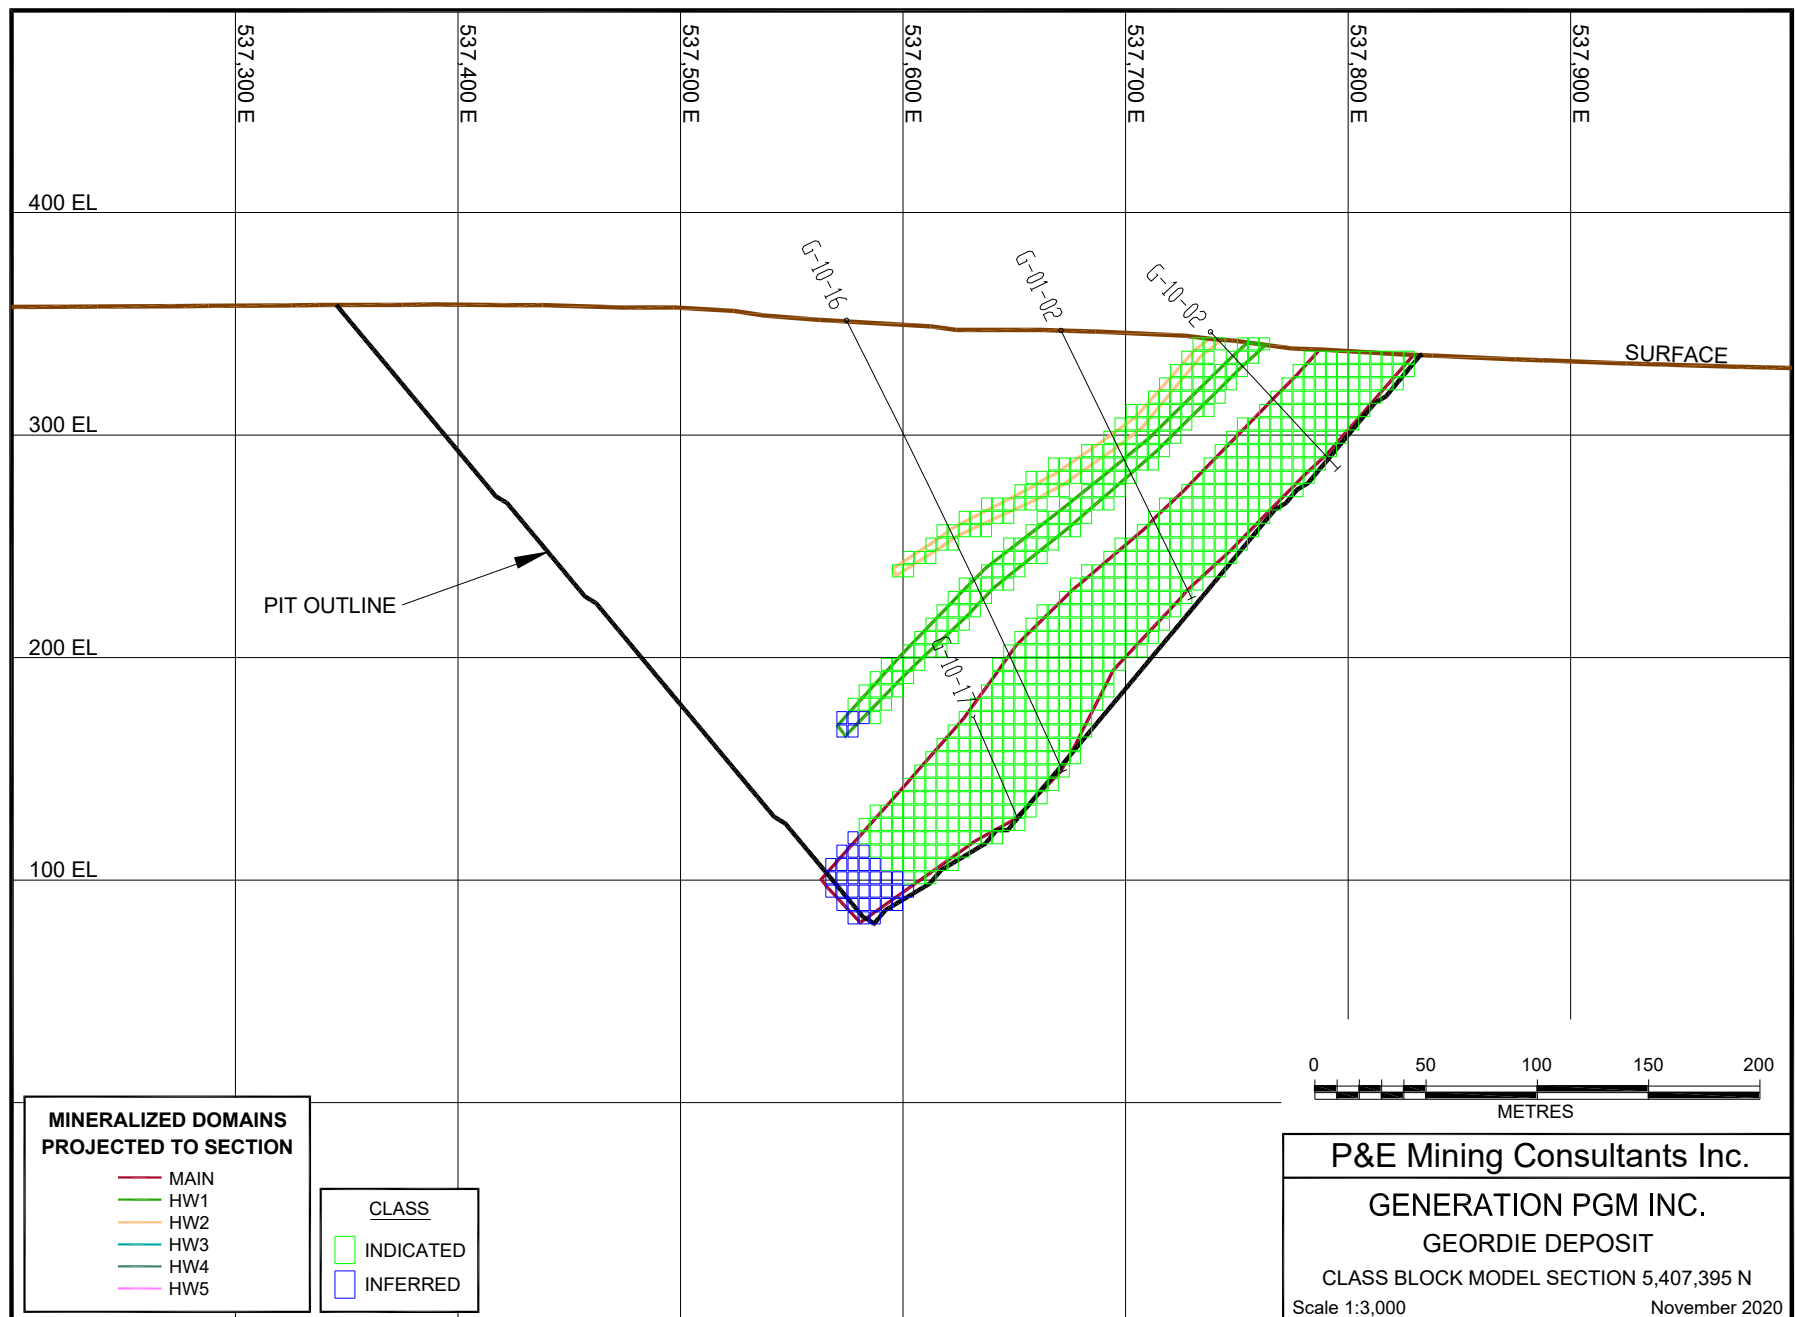 537,300 E
537,400 E
537,500 E
537,600 E
537,700 E
537,800 E
537,900 E
400 EL
300 EL
200 EL
100 EL
G-10-16
G-01-02
G-10-02
G-10-17
SURFACE
PIT OUTLINE
0 50 100 150 200
METRES
MINERALIZED DOMAINS
PROJECTED TO SECTION
MAIN
HW1
HW2
HW3
HW4
HW5
CLASS
INDICATED
INFERRED
P&E Mining Consultants Inc.
GENERATION PGM INC.
GEORDIE DEPOSIT
CLASS BLOCK MODEL SECTION 5,407,395 N
Scale 1:3,000 November 2020